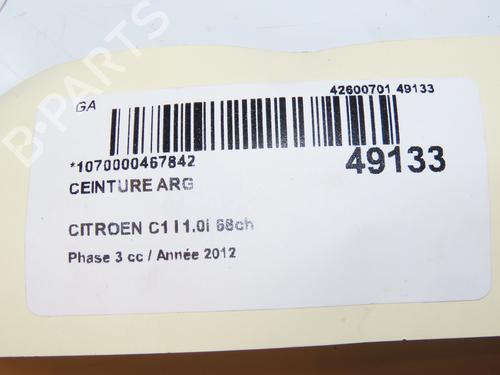 GA
42600701 49133
*1070000467842
49133
CEINTURE ARG
CITROEN C1 I 1.0i 68ch
Phase 3 cc / Année 2012
B-PARTS